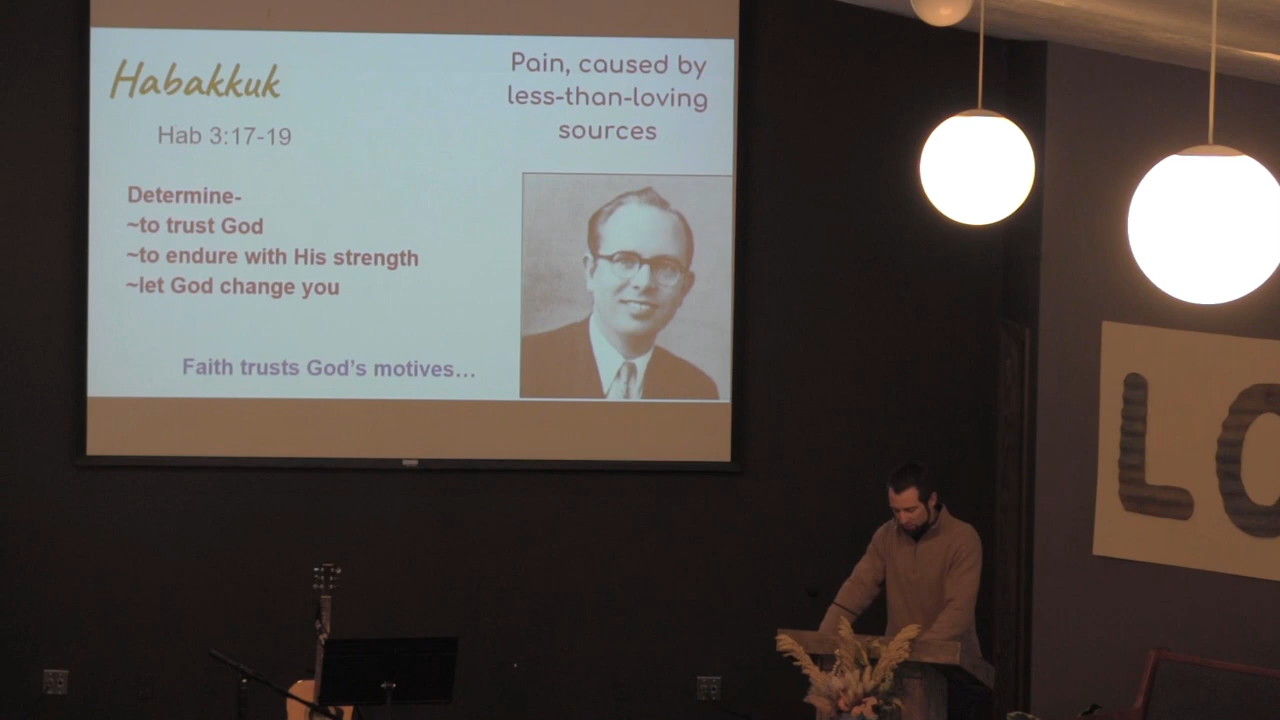 Habakkuk
Hab 3:17-19
Determine-
~to trust God
~to endure with His strength
~let God change you
Faith trusts God's motives…
Pain, caused by
less-than-loving
sources
LO